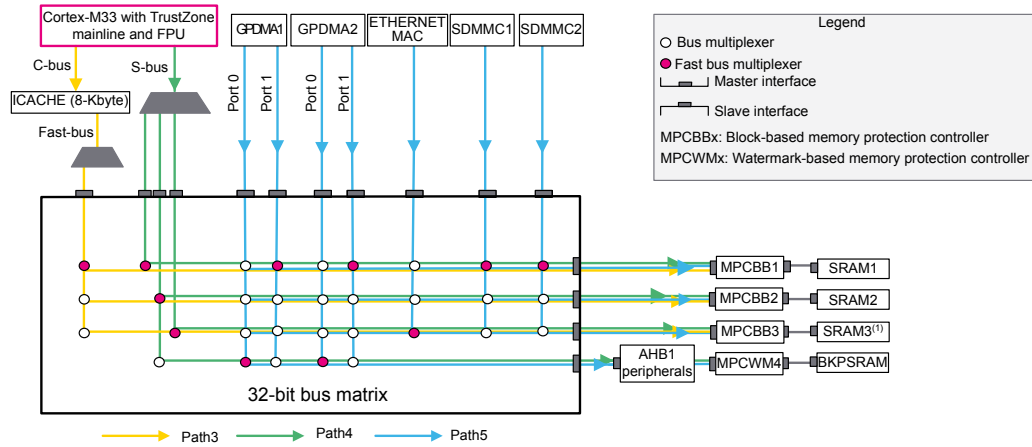 Cortex-M33 with TrustZone
mainline and FPU
GPDMA1
GPDMA2
ETHERNET
MAC
SDMMC1
SDMMC2
C-bus
S-bus
ICACHE (8-Kbyte)
Fast-bus
Port 0
Port 1
Port 0
Port 1
Legend
Bus multiplexer
Fast bus multiplexer
Master interface
Slave interface
MPCBBx: Block-based memory protection controller
MPCWMx: Watermark-based memory protection controller
MPCBB1
SRAM1
MPCBB2
SRAM2
MPCBB3
SRAM3(1)
AHB1
peripherals
MPCWM4
BKPSRAM
32-bit bus matrix
Path3
Path4
Path5